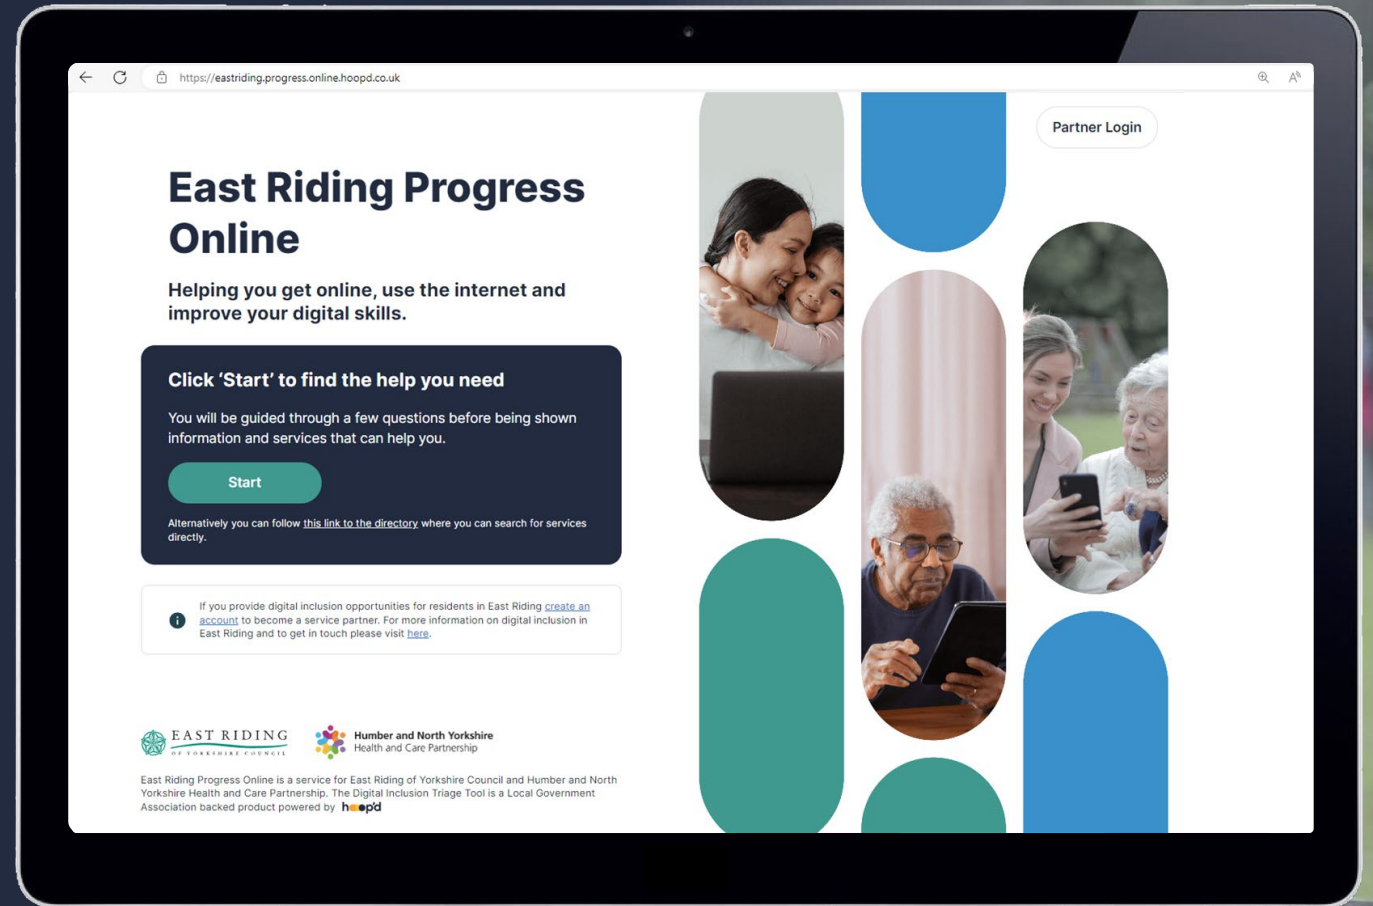 https://eastriding.progress.online.hoopd.co.uk
Partner Login
East Riding Progress
Online
Helping you get online, use the internet and
improve your digital skills.
Click ‘Start’ to find the help you need
You will be guided through a few questions before being shown
information and services that can help you.
Start
Alternatively you can follow this link to the directory where you can search for services
directly.
If you provide digital inclusion opportunities for residents in East Riding create an
account to become a service partner. For more information on digital inclusion in
East Riding and to get in touch please visit here.
EAST RIDING
OF YORKSHIRE COUNCIL
Humber and North Yorkshire
Health and Care Partnership
East Riding Progress Online is a service for East Riding of Yorkshire Council and Humber and North
Yorkshire Health and Care Partnership. The Digital Inclusion Triage Tool is a Local Government
Association backed product powered by hoop'd